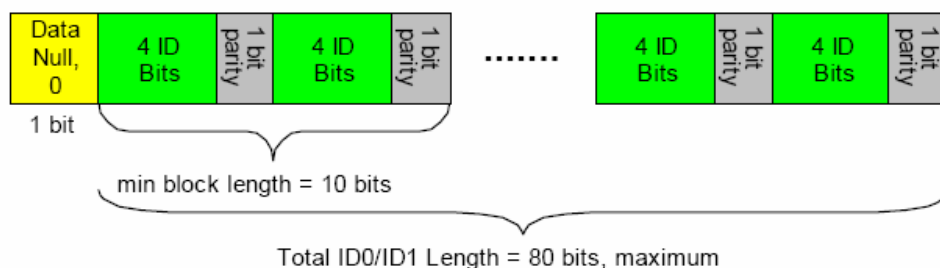 Data Null, 0
4 ID Bits
1 bit parity
4 ID Bits
1 bit parity
.......
4 ID Bits
1 bit parity
4 ID Bits
1 bit parity
1 bit
min block length = 10 bits
Total ID0/ID1 Length = 80 bits, maximum